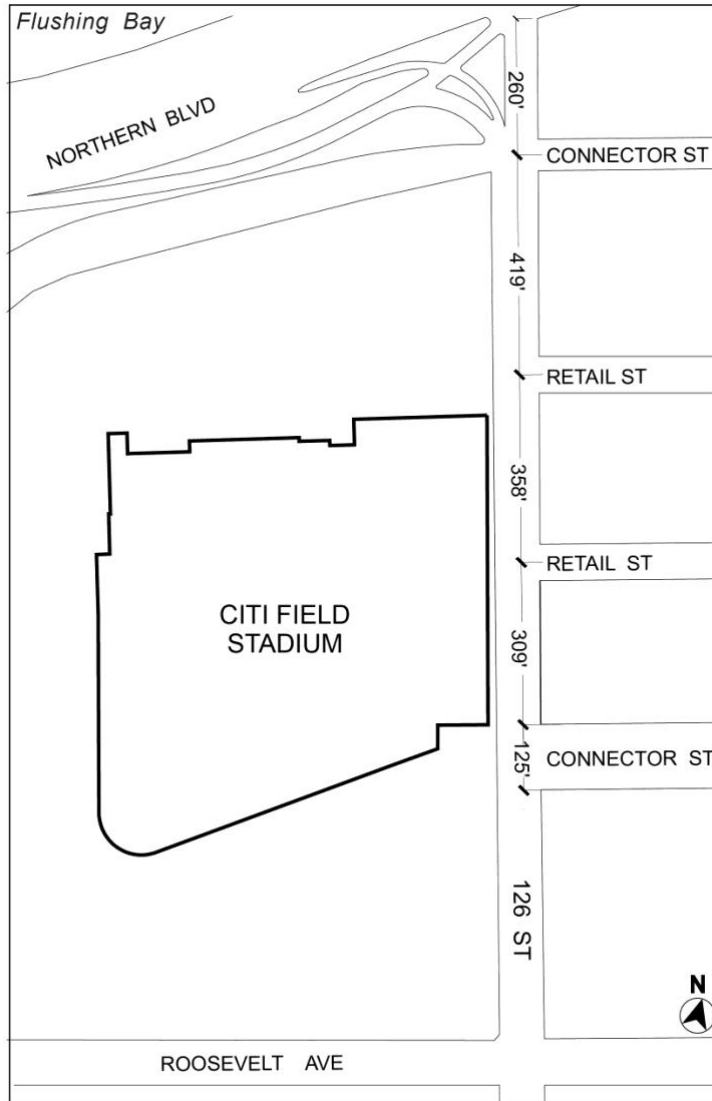 Flushing Bay
NORTHERN BLVD
260'
CONNECTOR ST
419'
RETAIL ST
358'
RETAIL ST
CITI FIELD
STADIUM
309'
125'
CONNECTOR ST
126 ST
N
ROOSEVELT AVE